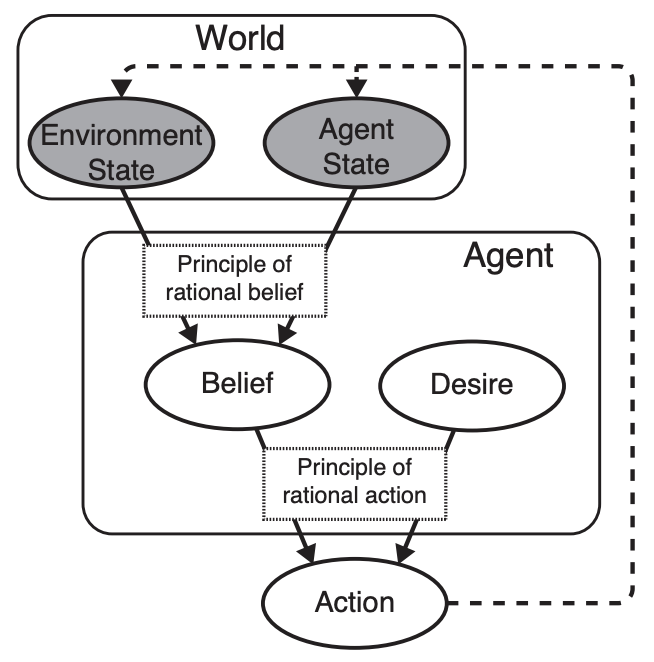 World
Environment
State
Agent
State
Agent
Principle of
rational belief
Belief
Desire
Principle of
rational action
Action